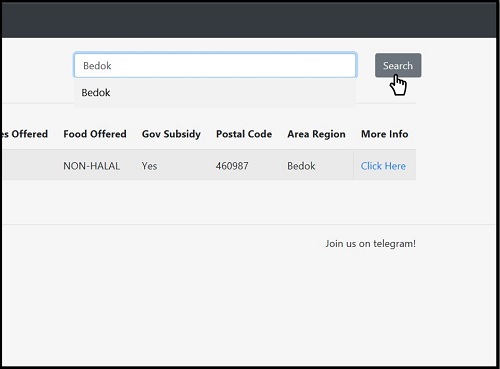 Bedok
Search
Bedok
es Offered Food Offered Gov Subsidy Postal Code Area Region More Info
NON-HALAL Yes 460987 Bedok Click Here
Join us on telegram!